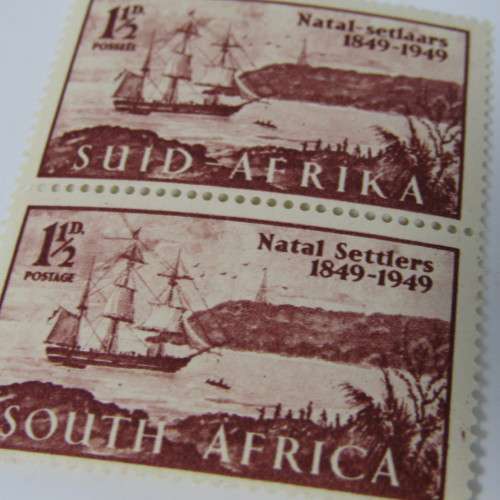 1½D.
POSSEËL
Natal-setlaars
1849-1949
SUID-AFRIKA
1½D.
POSTAGE
Natal Settlers
1849-1949
SOUTH AFRICA